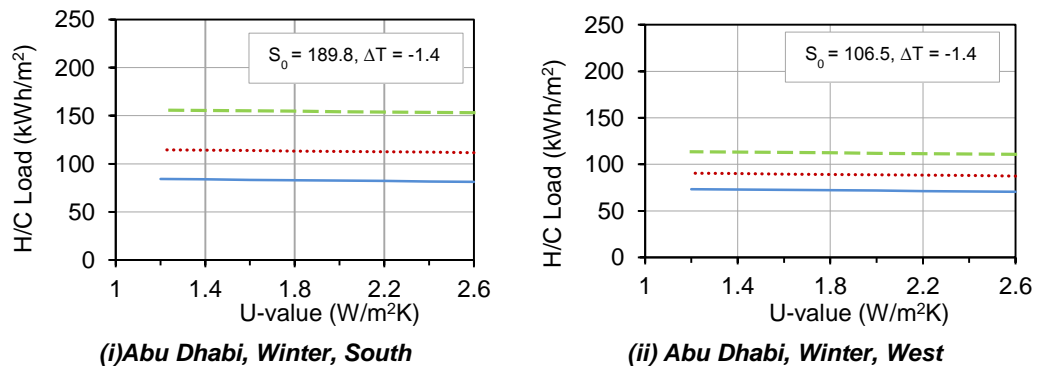 250
200
150
100
50
0
H/C Load (kWh/m²)
S₀ = 189.8, ΔT = -1.4
1 1.4 1.8 2.2 2.6
U-value (W/m²K)
(i)Abu Dhabi, Winter, South
250
200
150
100
50
0
H/C Load (kWh/m²)
S₀ = 106.5, ΔT = -1.4
1 1.4 1.8 2.2 2.6
U-value (W/m²K)
(ii) Abu Dhabi, Winter, West